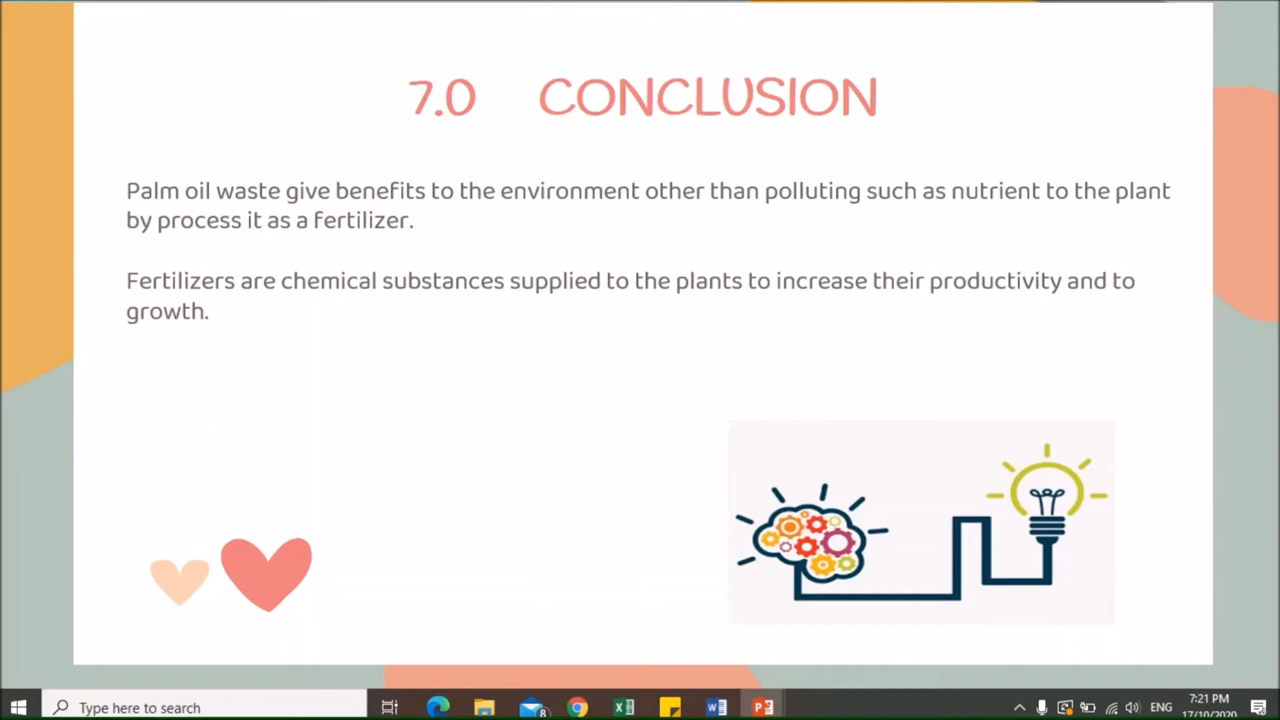 7.0 CONCLUSION
Palm oil waste give benefits to the environment other than polluting such as nutrient to the plant
by process it as a fertilizer.
Fertilizers are chemical substances supplied to the plants to increase their productivity and to
growth.
Type here to search
8
ENG
7:21 PM
17/10/2020